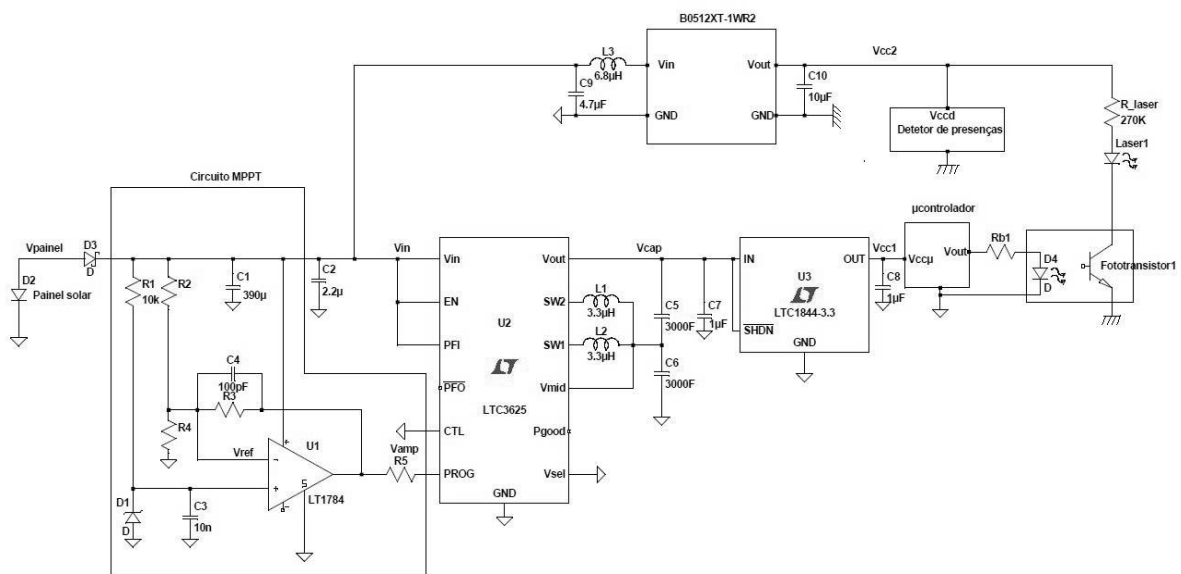 B0512XT-1WR2
L3
6.8µH
Vin
Vout
GND
GND
C9
4.7µF
C10
10µF
Vcc2
R_laser
270K
Laser1
Vccd
Detetor de presenças
Circuito MPPT
Vpainel
D3
D
D2
Painel solar
R1
10k
R2
C1
390µ
C2
2.2µ
Vin
Vin
EN
PFI
PFO
CTL
PROG
U2
LTC3625
GND
Vout
SW2
SW1
Vmid
Pgood
Vsel
L1
3.3µH
L2
3.3µH
Vcap
C5
3000F
C6
3000F
C7
1µF
IN
OUT
U3
LTC1844-3.3
SHDN
GND
Vcc1
C8
1µF
µcontrolador
Vccµ
Vout
Rb1
D4
D
Fototransistor1
C4
100pF
R3
R4
Vref
U1
LT1784
Vamp
R5
D1
D
C3
10n